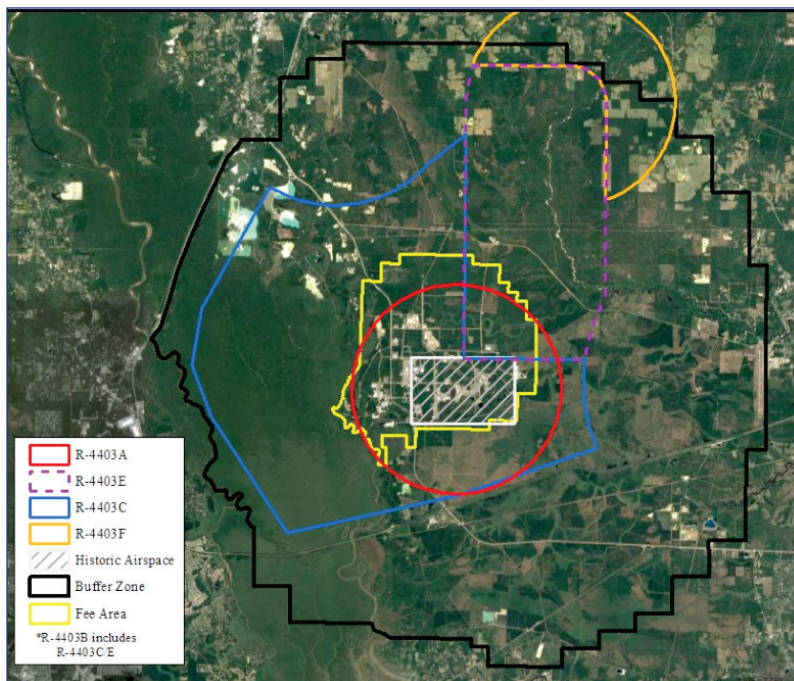 R-4403A
R-4403E
R-4403C
R-4403F
Historic Airspace
Buffer Zone
Fee Area
*R-4403B includes
R-4403C/E